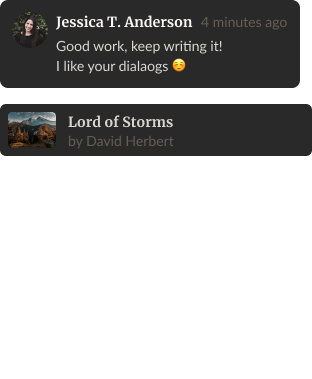 Jessica T. Anderson 4 minutes ago
Good work, keep writing it!
I like your dialaogs ☺️
Lord of Storms
by David Herbert